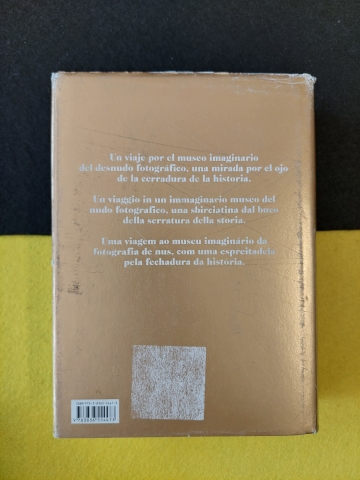 Un viaje por el museo imaginario
del desnudo fotográfico, una mirada por el ojo
de la cerradura de la historia.
Un viaggio in un immaginario museo del
nudo fotografico, una sbirciatina dal buco
della serratura della storia.
Uma viagem ao museu imaginário da
fotografia de nus, com uma espreitadela
pela fechadura da história.